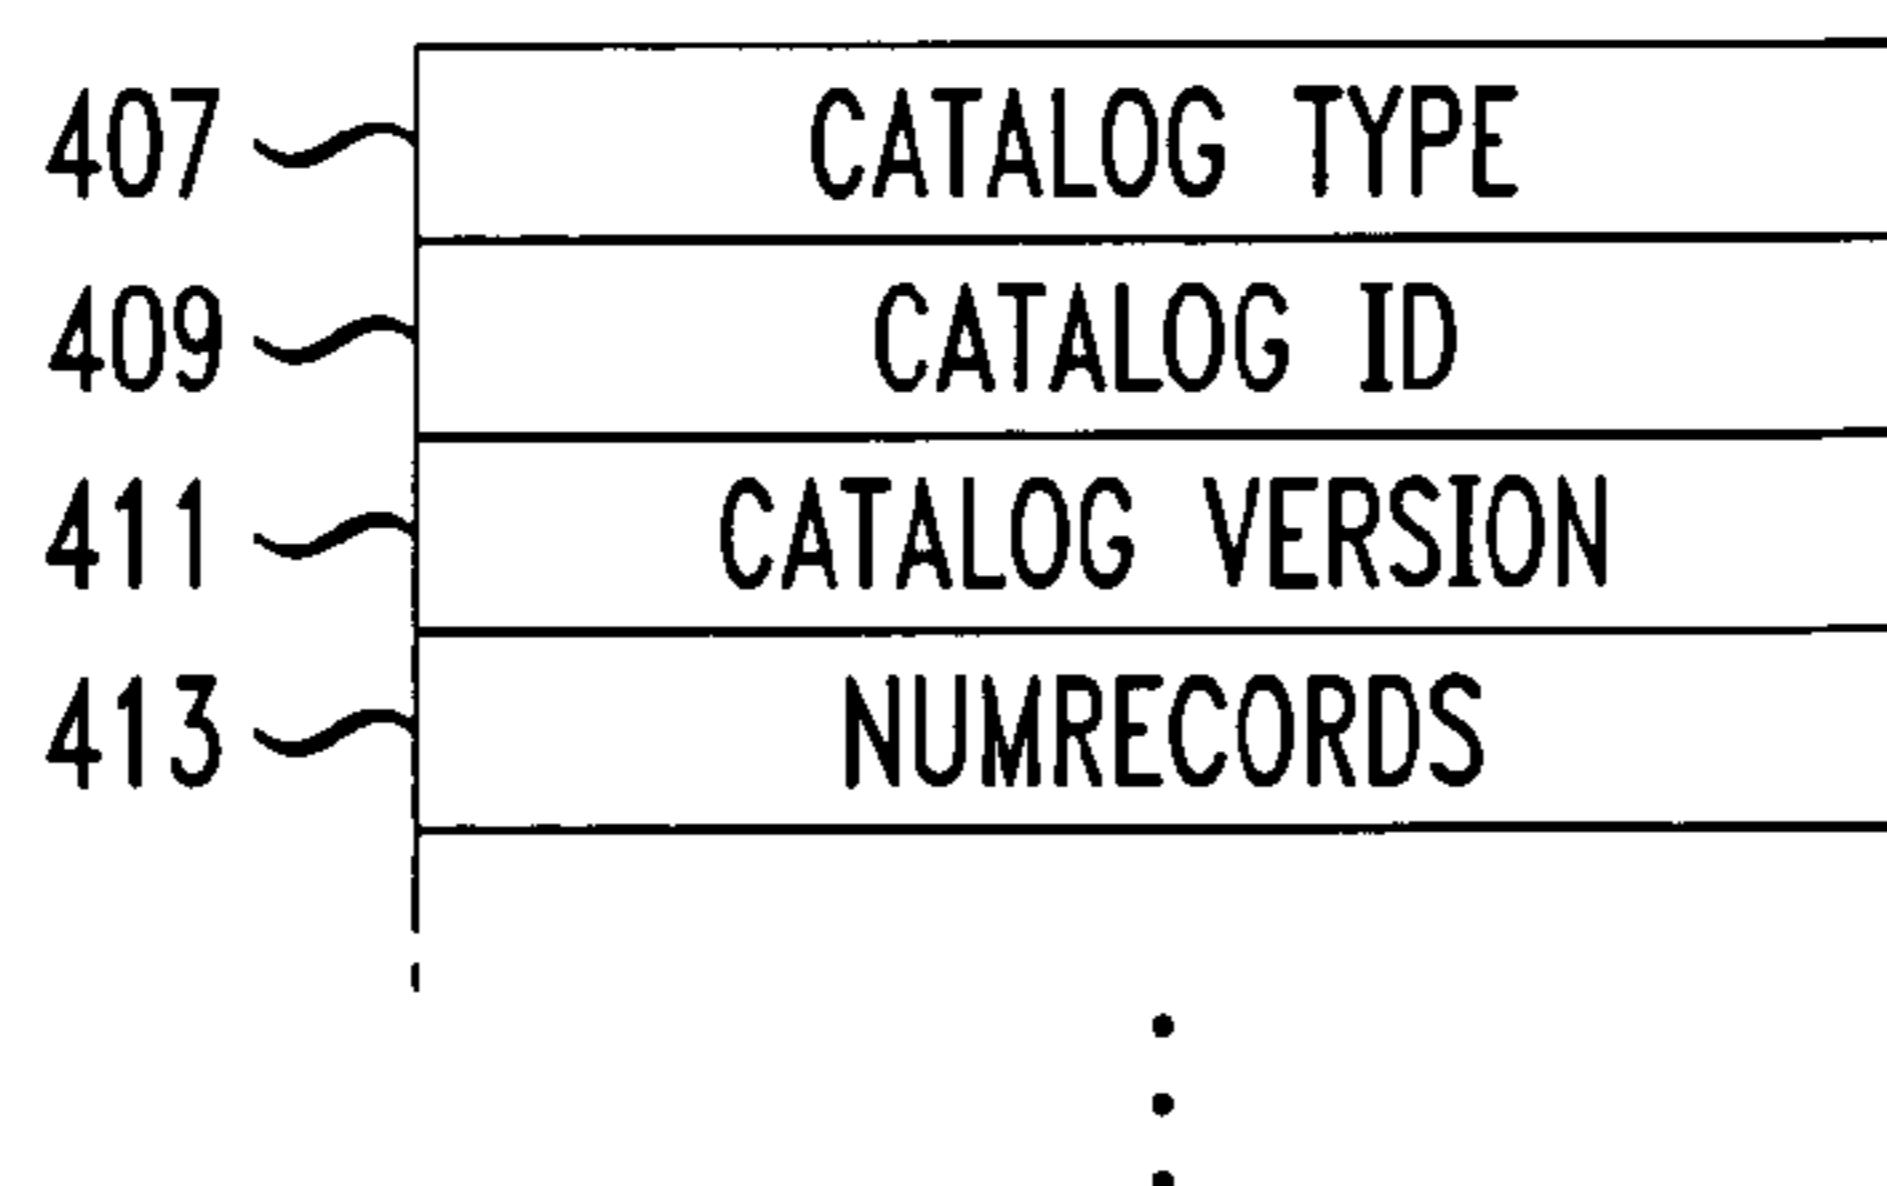 407 CATALOG TYPE
409 CATALOG ID
411 CATALOG VERSION
413 NUMRECORDS